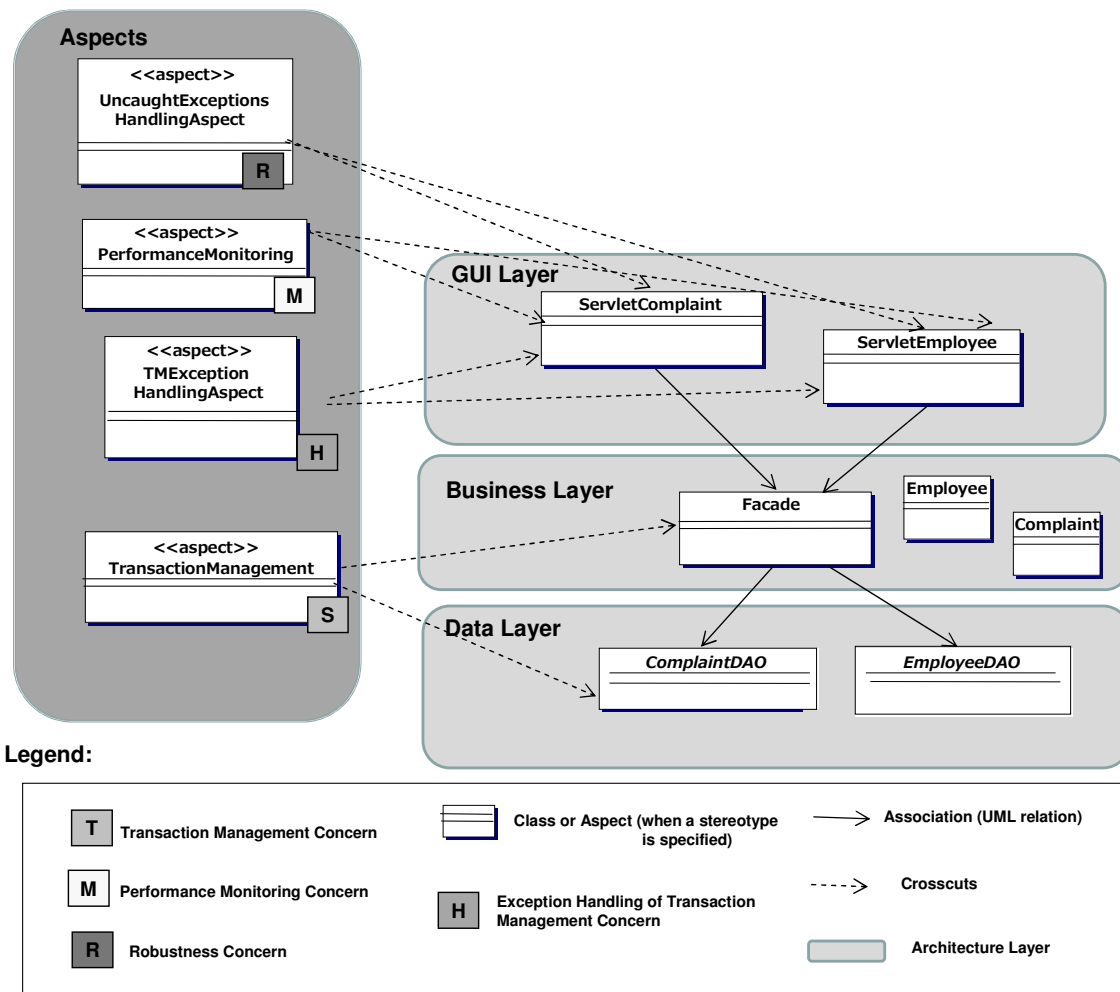 Aspects
<<aspect>>
UncaughtExceptions
HandlingAspect
R
<<aspect>>
PerformanceMonitoring
M
<<aspect>>
TMException
HandlingAspect
H
<<aspect>>
TransactionManagement
S
GUI Layer
ServletComplaint
ServletEmployee
Business Layer
Facade
Employee
Complaint
Data Layer
ComplaintDAO
EmployeeDAO
Legend:
T
Transaction Management Concern
M
Performance Monitoring Concern
R
Robustness Concern
Class or Aspect (when a stereotype
is specified)
H
Exception Handling of Transaction
Management Concern
Association (UML relation)
Crosscuts
Architecture Layer